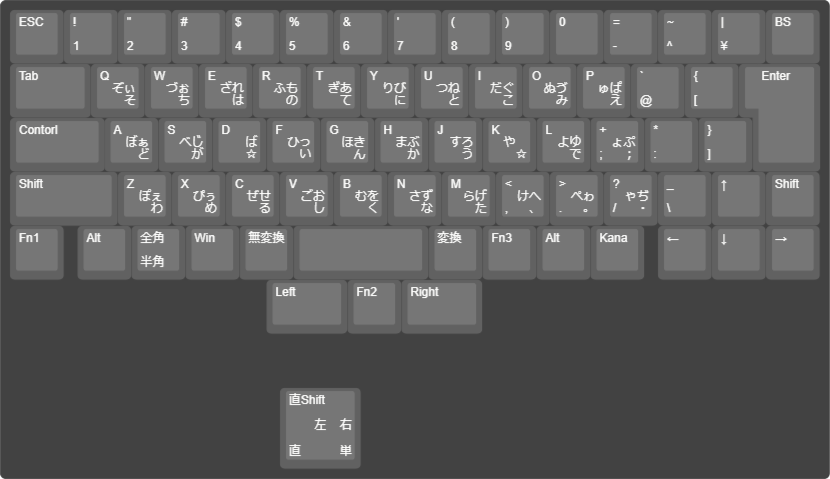 ESC ! " # $ % & ' ( ) 0 = ~ | BS
1 2 3 4 5 6 7 8 9 - ^ ¥
Tab Q W E R T Y U I O P ` { Enter
ぞぃ づぉ ざれ ふも ぎあ りび つね だぐ ぬづ ゅぱ
そ ち は の て に と こ み え @ [
Contorl A S D F G H J K L + * }
ぼぁ べじ ば ひっ ほき まぶ すろ や よゆ ょぷ
ど が ☆ い ん か う ☆ で ; ； : ]
Shift Z X C V B N M < > ? _ ↑ Shift
ぽぇ ぴぅ ぜせ ごお むを さず らげ けへ ぺゎ ゃぢ
わ め る し く な た , 、 . 。 / ・ \
Fn1 Alt 全角 Win 無変換 変換 Fn3 Alt Kana ← ↓ →
半角
Left Fn2 Right
直Shift
左 右
直 単